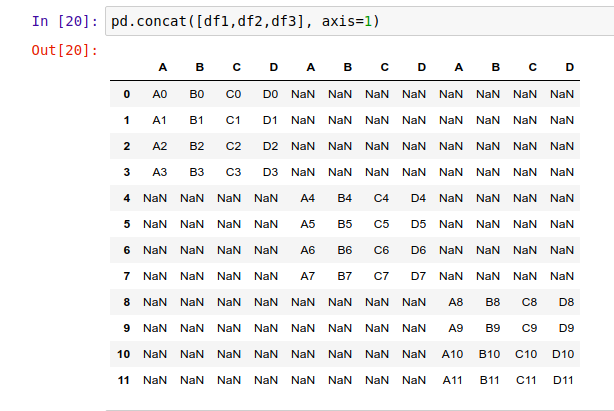 In [20]: pd.concat([df1,df2,df3], axis=1)
Out[20]:
A B C D A B C D A B C D
0 A0 B0 C0 D0 NaN NaN NaN NaN NaN NaN NaN NaN
1 A1 B1 C1 D1 NaN NaN NaN NaN NaN NaN NaN NaN
2 A2 B2 C2 D2 NaN NaN NaN NaN NaN NaN NaN NaN
3 A3 B3 C3 D3 NaN NaN NaN NaN NaN NaN NaN NaN
4 NaN NaN NaN NaN A4 B4 C4 D4 NaN NaN NaN NaN
5 NaN NaN NaN NaN A5 B5 C5 D5 NaN NaN NaN NaN
6 NaN NaN NaN NaN A6 B6 C6 D6 NaN NaN NaN NaN
7 NaN NaN NaN NaN A7 B7 C7 D7 NaN NaN NaN NaN
8 NaN NaN NaN NaN NaN NaN NaN NaN A8 B8 C8 D8
9 NaN NaN NaN NaN NaN NaN NaN NaN A9 B9 C9 D9
10 NaN NaN NaN NaN NaN NaN NaN NaN A10 B10 C10 D10
11 NaN NaN NaN NaN NaN NaN NaN NaN A11 B11 C11 D11